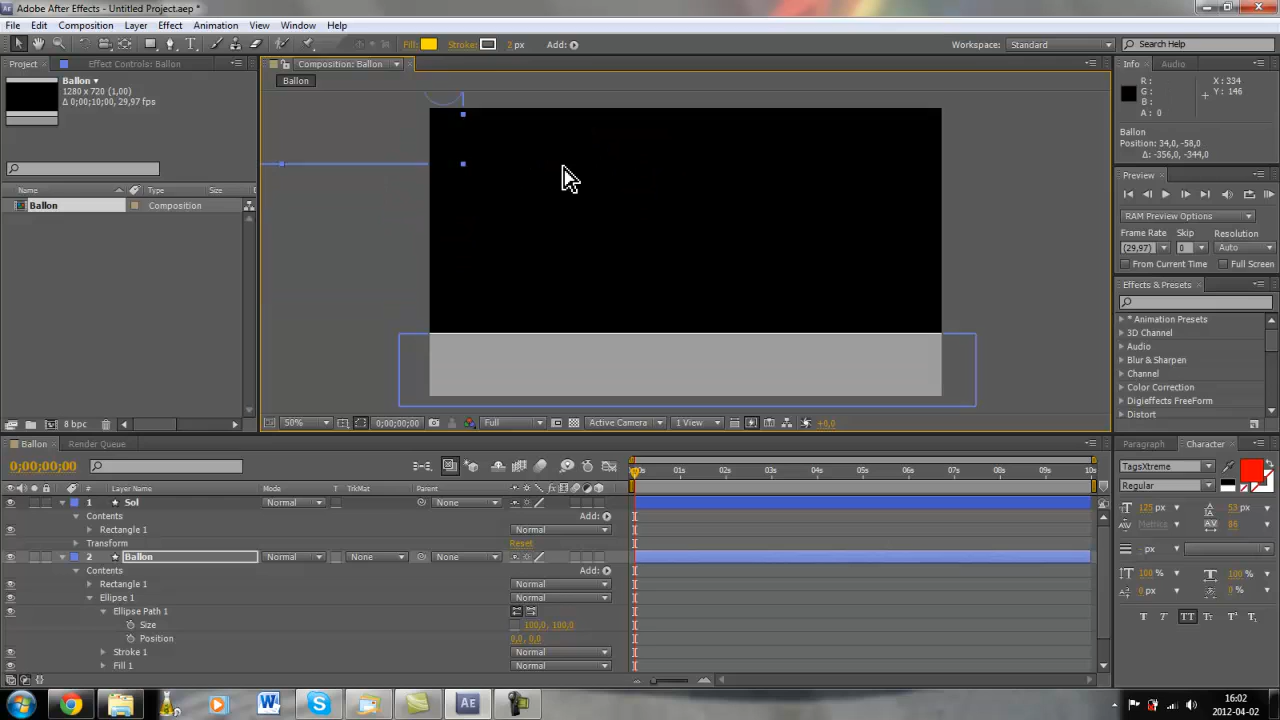 Adobe After Effects - Untitled Project.aep *
File Edit Composition Layer Effect Animation View Window Help
Fill: Stroke: 2 px Add:
Workspace: Standard Search Help
Project Effect Controls: Ballon
Ballon
1280 x 720 (1,00)
Δ 0;00;10;00, 29,97 fps
Name Type Size
Ballon Composition
8 bpc
Composition: Ballon
Ballon
50% 0;00;00;00 Full Active Camera 1 View +0,0
Info Audio
R : X : 334
G : Y : 146
B :
A : 0
Ballon
Position: 34,0, -58,0
Δ: -356,0, -344,0
Preview
RAM Preview Options
Frame Rate Skip Resolution
(29,97) 0 Auto
From Current Time Full Screen
Effects & Presets
* Animation Presets
3D Channel
Audio
Blur & Sharpen
Channel
Color Correction
Digieffects FreeForm
Distort
Ballon Render Queue
0;00;00;00
01s 02s 03s 04s 05s 06s 07s 08s 09s 10s
# Layer Name Mode T TrkMat Parent
1 Sol Normal None
Contents Add:
Rectangle 1 Normal
Transform Reset
2 Ballon Normal None None
Contents Add:
Rectangle 1 Normal
Ellipse 1 Normal
Ellipse Path 1
Size 100,0, 100,0
Position 0,0, 0,0
Stroke 1 Normal
Fill 1 Normal
Paragraph Character
TagsXtreme
Regular
125 px 53 px
Metrics 86
- px
100 % 100 %
0 px 0 %
T T TT Tt T¹ T₁
W S Ae
16:02
2012-04-02